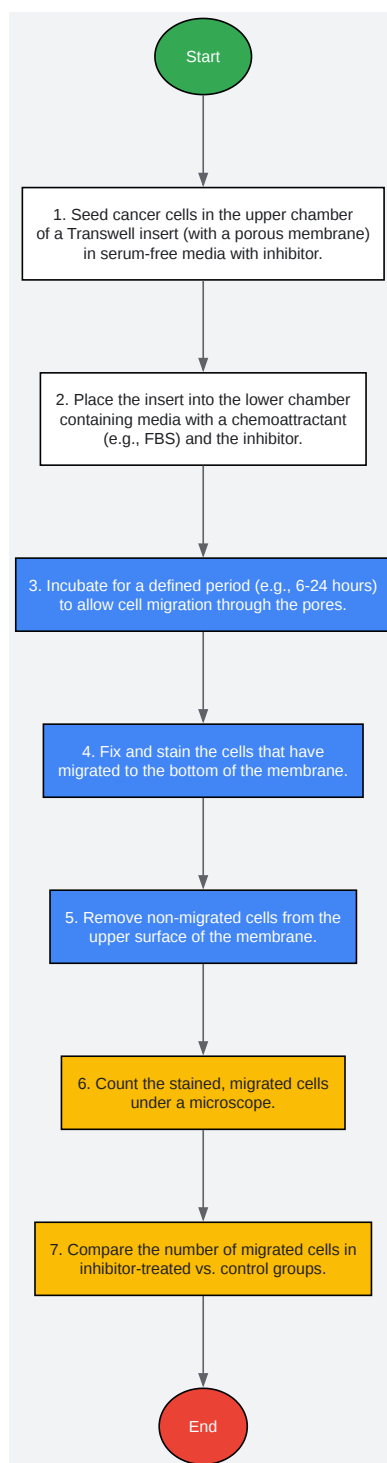 Start
1. Seed cancer cells in the upper chamber
of a Transwell insert (with a porous membrane)
in serum-free media with inhibitor.
2. Place the insert into the lower chamber
containing media with a chemoattractant
(e.g., FBS) and the inhibitor.
3. Incubate for a defined period (e.g., 6-24 hours)
to allow cell migration through the pores.
4. Fix and stain the cells that have
migrated to the bottom of the membrane.
5. Remove non-migrated cells from the
upper surface of the membrane.
6. Count the stained, migrated cells
under a microscope.
7. Compare the number of migrated cells in
inhibitor-treated vs. control groups.
End